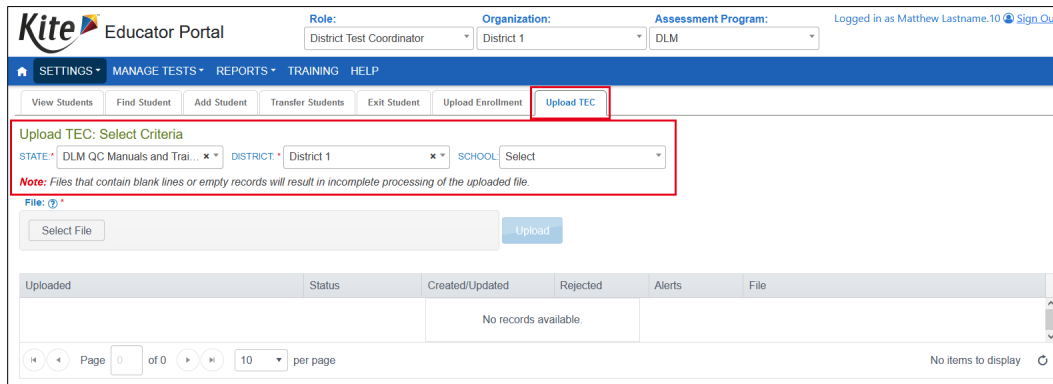 Kite Educator Portal
Role: Organization: Assessment Program: Logged in as Matthew Lastname.10 Sign Ou
District Test Coordinator District 1 DLM
SETTINGS MANAGE TESTS REPORTS TRAINING HELP
View Students Find Student Add Student Transfer Students Exit Student Upload Enrollment Upload TEC
Upload TEC: Select Criteria
STATE:* DLM QC Manuals and Trai... × DISTRICT: * District 1 × SCHOOL: Select
Note: Files that contain blank lines or empty records will result in incomplete processing of the uploaded file.
File: ? *
Select File Upload
Uploaded Status Created/Updated Rejected Alerts File
No records available.
Page 0 of 0 10 per page No items to display